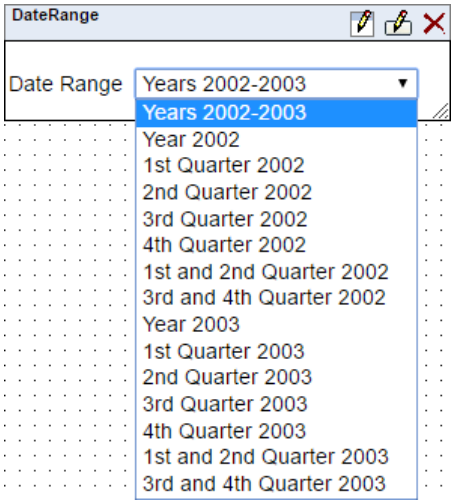 DateRange
Date Range Years 2002-2003
Years 2002-2003
Year 2002
1st Quarter 2002
2nd Quarter 2002
3rd Quarter 2002
4th Quarter 2002
1st and 2nd Quarter 2002
3rd and 4th Quarter 2002
Year 2003
1st Quarter 2003
2nd Quarter 2003
3rd Quarter 2003
4th Quarter 2003
1st and 2nd Quarter 2003
3rd and 4th Quarter 2003